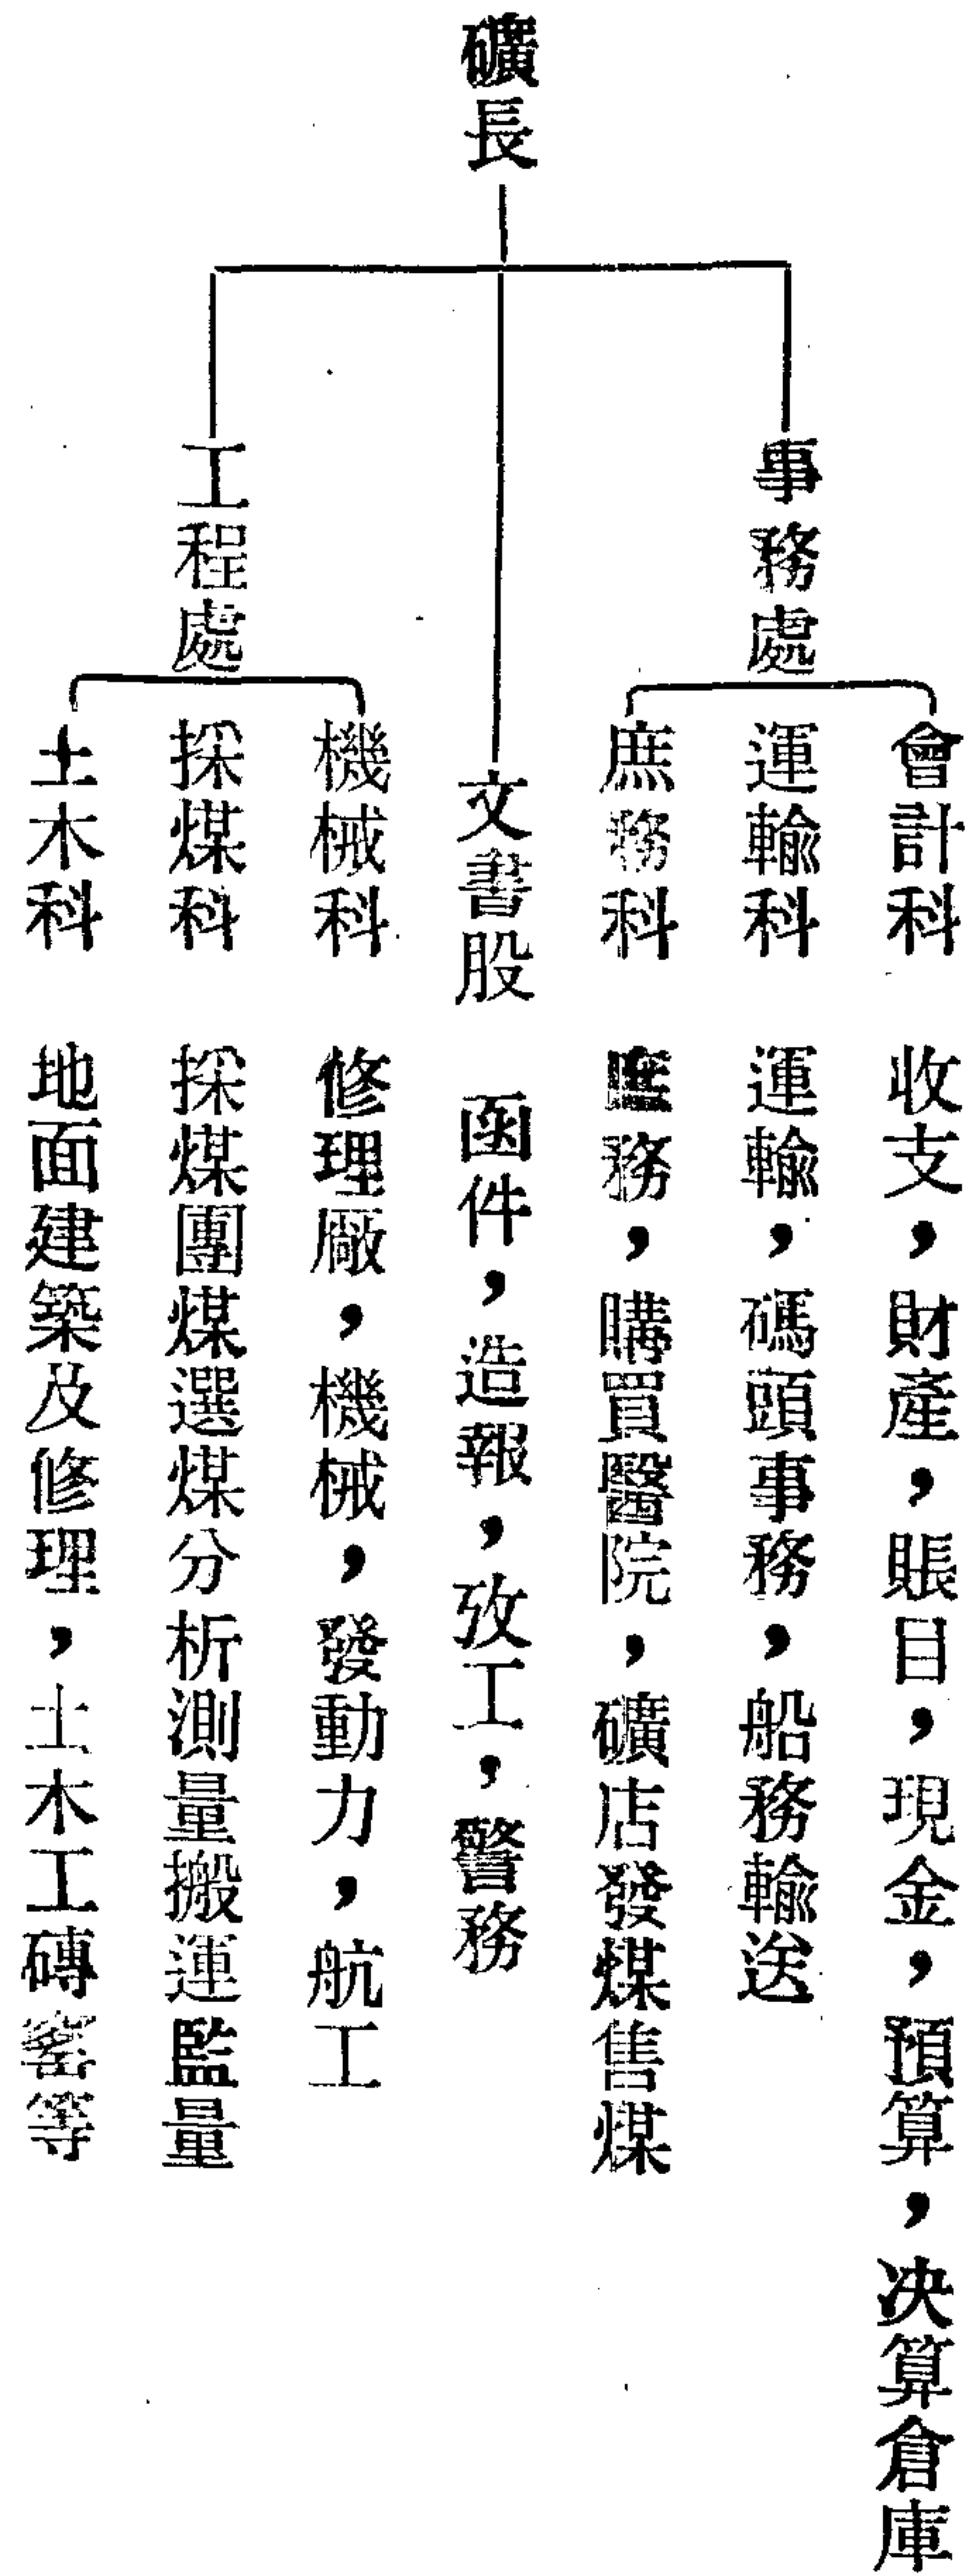 礦長
事務處
會計科 收支，財產，賬目，現金，預算，決算倉庫
運輸科 運輸，碼頭事務，船務輸送
庶務科 務，購買醫院，礦店發煤售煤
文書股 函件，造報，攷工，警務
工程處
機械科 修理廠，機械，發動力，航工
採煤科 採煤團煤選煤分析測量搬運監量
土木科 地面建築及修理，土木工磚窰等